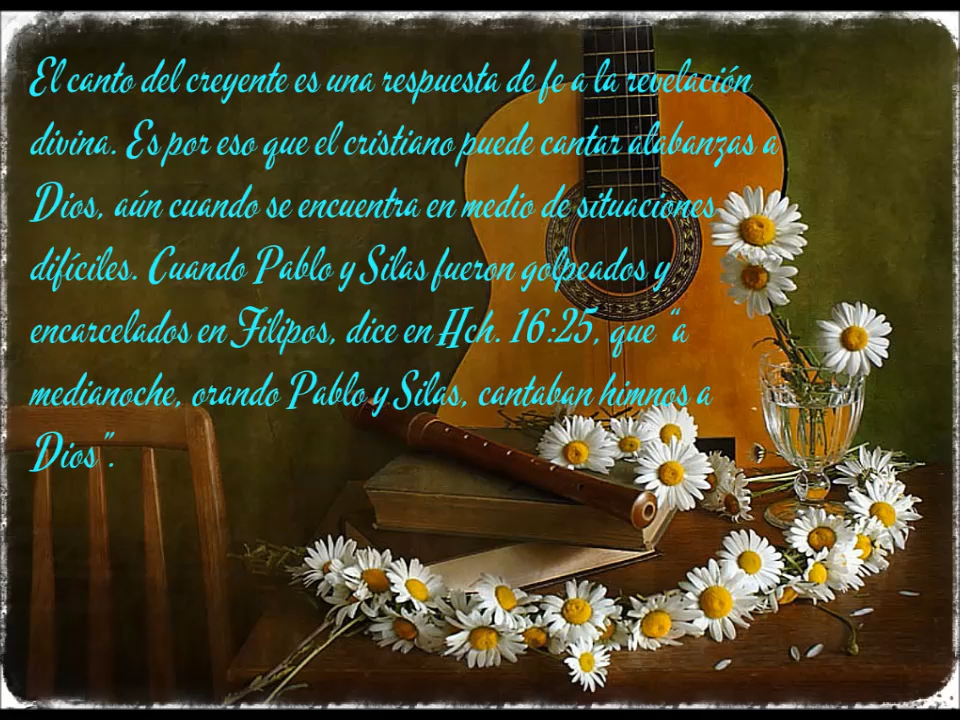 El canto del creyente es una respuesta de fe a la revelación
divina. Es por eso que el cristiano puede cantar alabanzas a
Dios, aún cuando se encuentra en medio de situaciones
difíciles. Cuando Pablo y Silas fueron golpeados y
encarcelados en Filipos, dice en Hch. 16:25, que “a
medianoche, orando Pablo y Silas, cantaban himnos a
Dios”.